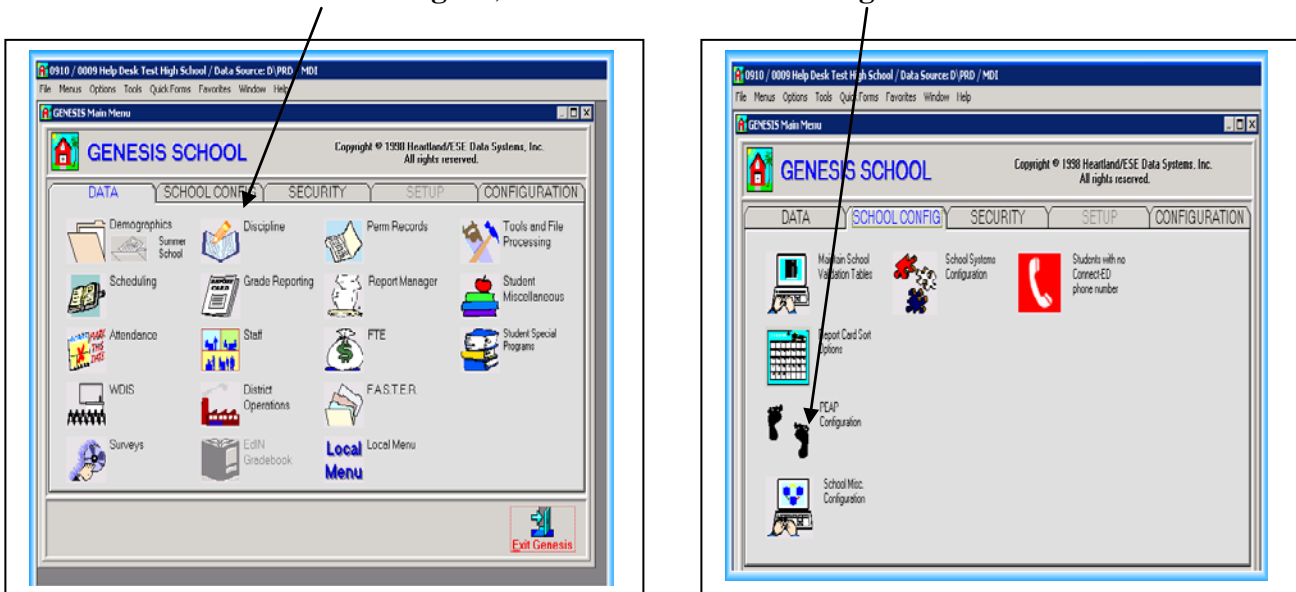 0910 / 0009 Help Desk Test High School / Data Source: D\PRD / MDI
File Menus Options Tools QuickForms Favorites Window Help
GENESIS Main Menu
GENESIS SCHOOL
Copyright © 1998 Heartland/ESE Data Systems, Inc.
All rights reserved.
DATA SCHOOL CONFIG SECURITY SETUP CONFIGURATION
Demographics
Summer
School
Discipline
Perm Records
Tools and File
Processing
Scheduling
REPORT
CARD
Grade Reporting
Report Manager
Student
Miscellaneous
MARK
THIS
DATE
Attendance
Staff
FTE
Student Special
Programs
WDIS
District
Operations
F.A.S.T.E.R.
Surveys
EdIN
Gradebook
Local
Menu
Local Menu
Exit Genesis
0910 / 0009 Help Desk Test High School / Data Source: D\PRD / MDI
File Menus Options Tools QuickForms Favorites Window Help
GENESIS Main Menu
GENESIS SCHOOL
Copyright © 1998 Heartland/ESE Data Systems, Inc.
All rights reserved.
DATA SCHOOL CONFIG SECURITY SETUP CONFIGURATION
Maintain School
Validation Tables
School Systems
Configuration
Students with no
Connect-ED
phone number
Report Card Sort
Options
PEAP
Configuration
School Misc.
Configuration